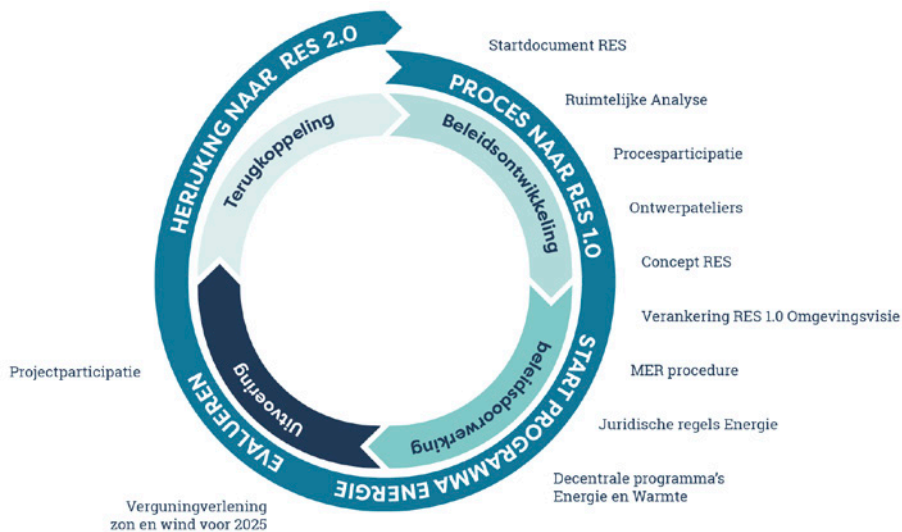 HERIJKING NAAR RES 2.0
PROCES NAAR RES 1.0
START PROGRAMMA ENERGIE
EVALUEREN
Terugkoppeling
Beleidsontwikkeling
beleidsdoorwerking
Uitvoering
Startdocument RES
Ruimtelijke Analyse
Procesparticipatie
Ontwerpateliers
Concept RES
Verankering RES 1.0 Omgevingsvisie
MER procedure
Juridische regels Energie
Decentrale programma's
Energie en Warmte
Verguningverlening
zon en wind voor 2025
Projectparticipatie